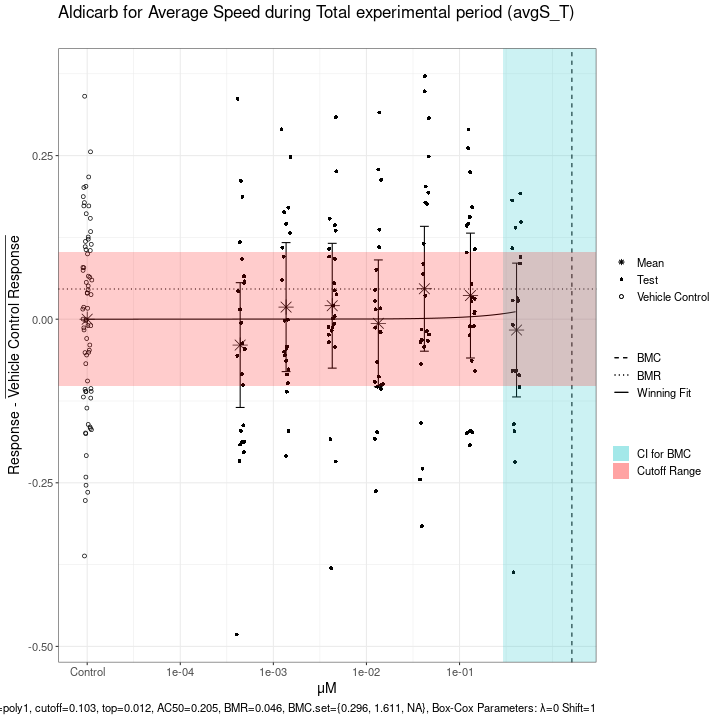 Aldicarb for Average Speed during Total experimental period (avgS_T)
Response - Vehicle Control Response
0.25
0.00
-0.25
-0.50
Control
1e-04
1e-03
1e-02
1e-01
μM
Mean
Test
Vehicle Control
BMC
BMR
Winning Fit
CI for BMC
Cutoff Range
=poly1, cutoff=0.103, top=0.012, AC50=0.205, BMR=0.046, BMC.set={0.296, 1.611, NA}, Box-Cox Parameters: λ=0 Shift=1